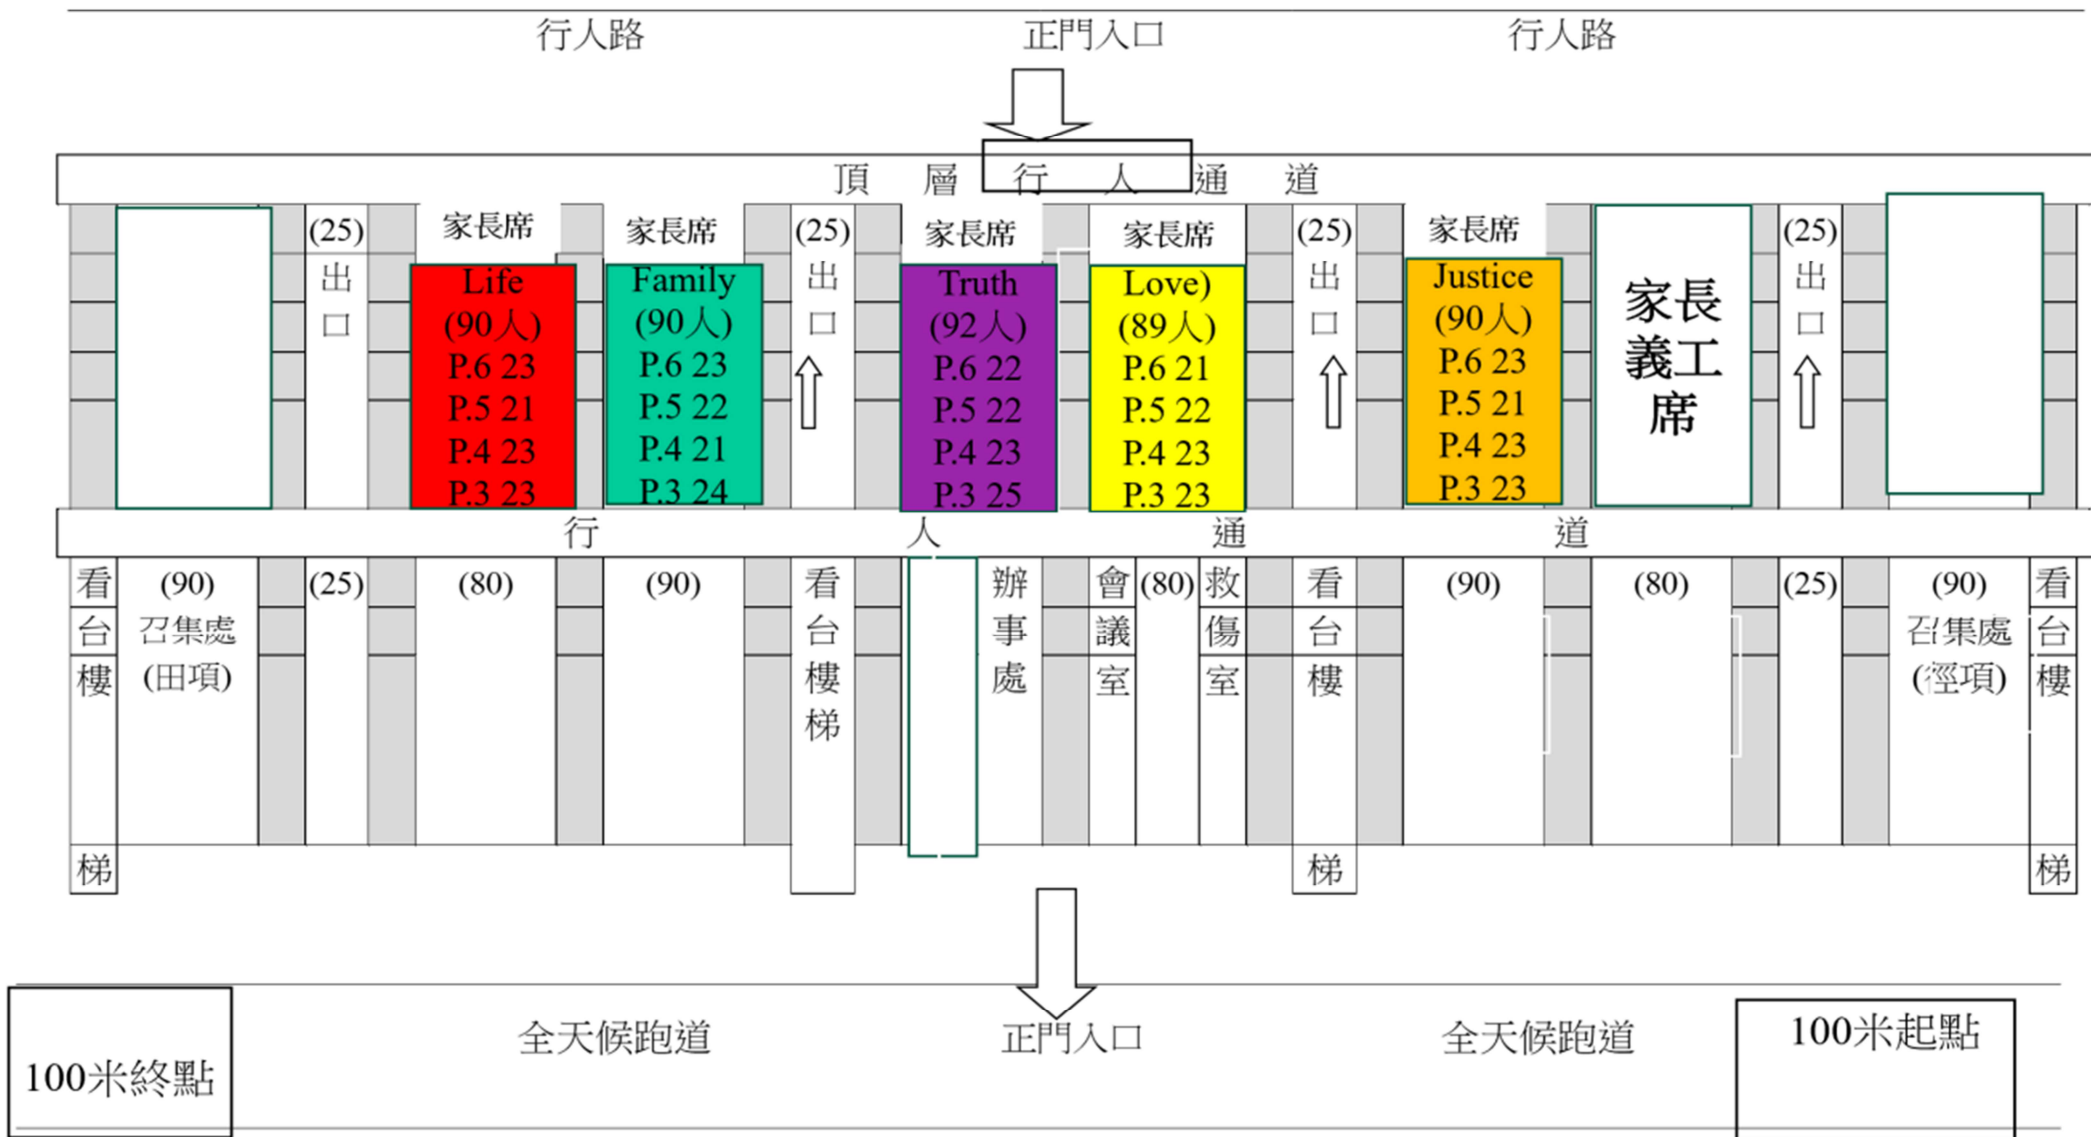 行人路 正門入口 行人路
頂層行人通道
(25) 家長席 家長席 (25) 家長席 家長席 (25) 家長席 (25)
出口
Life
(90人)
P.6 23
P.5 21
P.4 23
P.3 23
Family
(90人)
P.6 23
P.5 22
P.4 21
P.3 24
出口
Truth
(92人)
P.6 22
P.5 22
P.4 23
P.3 25
Love)
(89人)
P.6 21
P.5 22
P.4 23
P.3 23
出口
Justice
(90人)
P.6 23
P.5 21
P.4 23
P.3 23
家長
義工
席
出口
行人通道
看台樓梯
(90)
召集處
(田項)
(25)
(80)
(90)
看台樓梯
辦事處
會議室
(80)
救傷室
看台樓梯
(90)
(80)
(25)
(90)
召集處
(徑項)
看台樓梯
100米終點
全天候跑道 正門入口 全天候跑道
100米起點